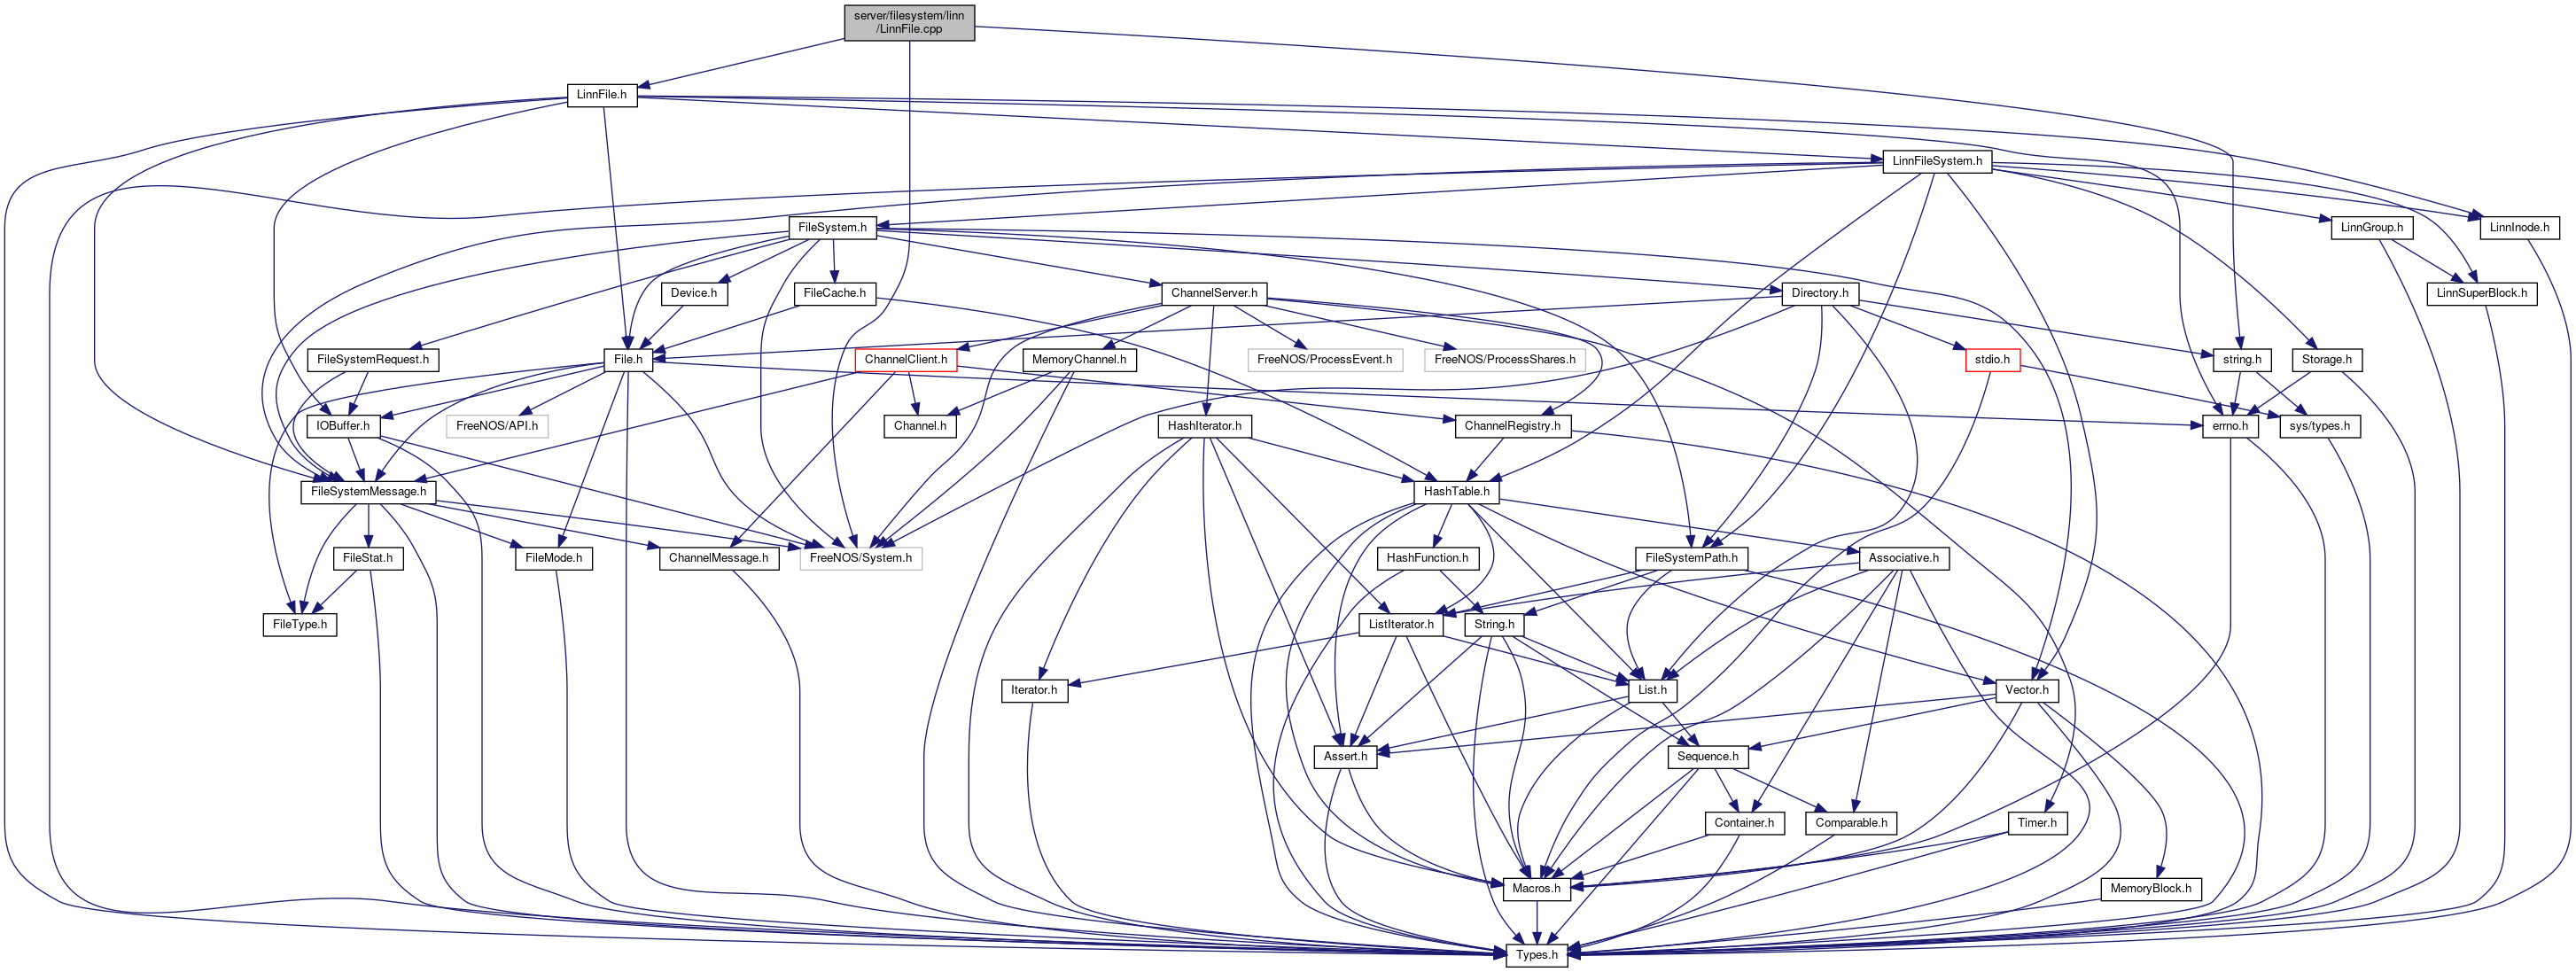 server/filesystem/linn
/LinnFile.cpp
LinnFile.h
LinnFileSystem.h
FileSystem.h
LinnGroup.h
LinnInode.h
Device.h
FileCache.h
ChannelServer.h
Directory.h
LinnSuperBlock.h
FileSystemRequest.h
File.h
ChannelClient.h
MemoryChannel.h
FreeNOS/ProcessEvent.h
FreeNOS/ProcessShares.h
stdio.h
string.h
Storage.h
IOBuffer.h
FreeNOS/API.h
Channel.h
HashIterator.h
ChannelRegistry.h
errno.h
sys/types.h
FileSystemMessage.h
HashTable.h
FileStat.h
FileMode.h
ChannelMessage.h
FreeNOS/System.h
HashFunction.h
FileSystemPath.h
Associative.h
FileType.h
ListIterator.h
String.h
Iterator.h
List.h
Vector.h
Assert.h
Sequence.h
Container.h
Comparable.h
Timer.h
Macros.h
MemoryBlock.h
Types.h